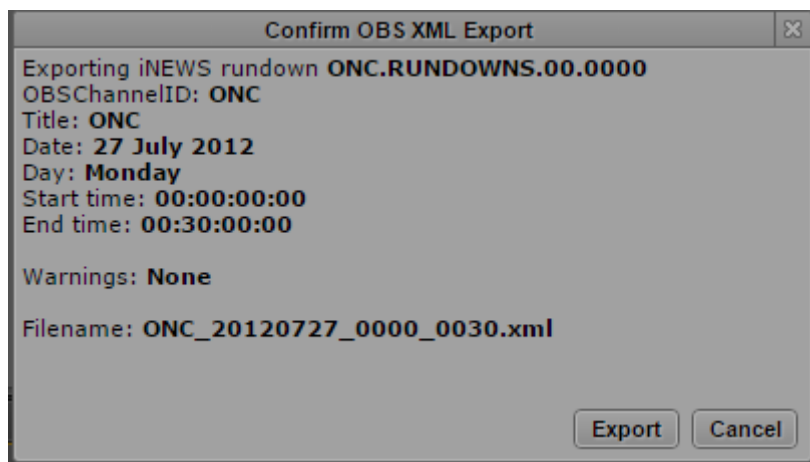 Confirm OBS XML Export
Exporting iNEWS rundown ONC.RUNDOWNS.00.0000
OBSChannelID: ONC
Title: ONC
Date: 27 July 2012
Day: Monday
Start time: 00:00:00:00
End time: 00:30:00:00
Warnings: None
Filename: ONC_20120727_0000_0030.xml
Export Cancel